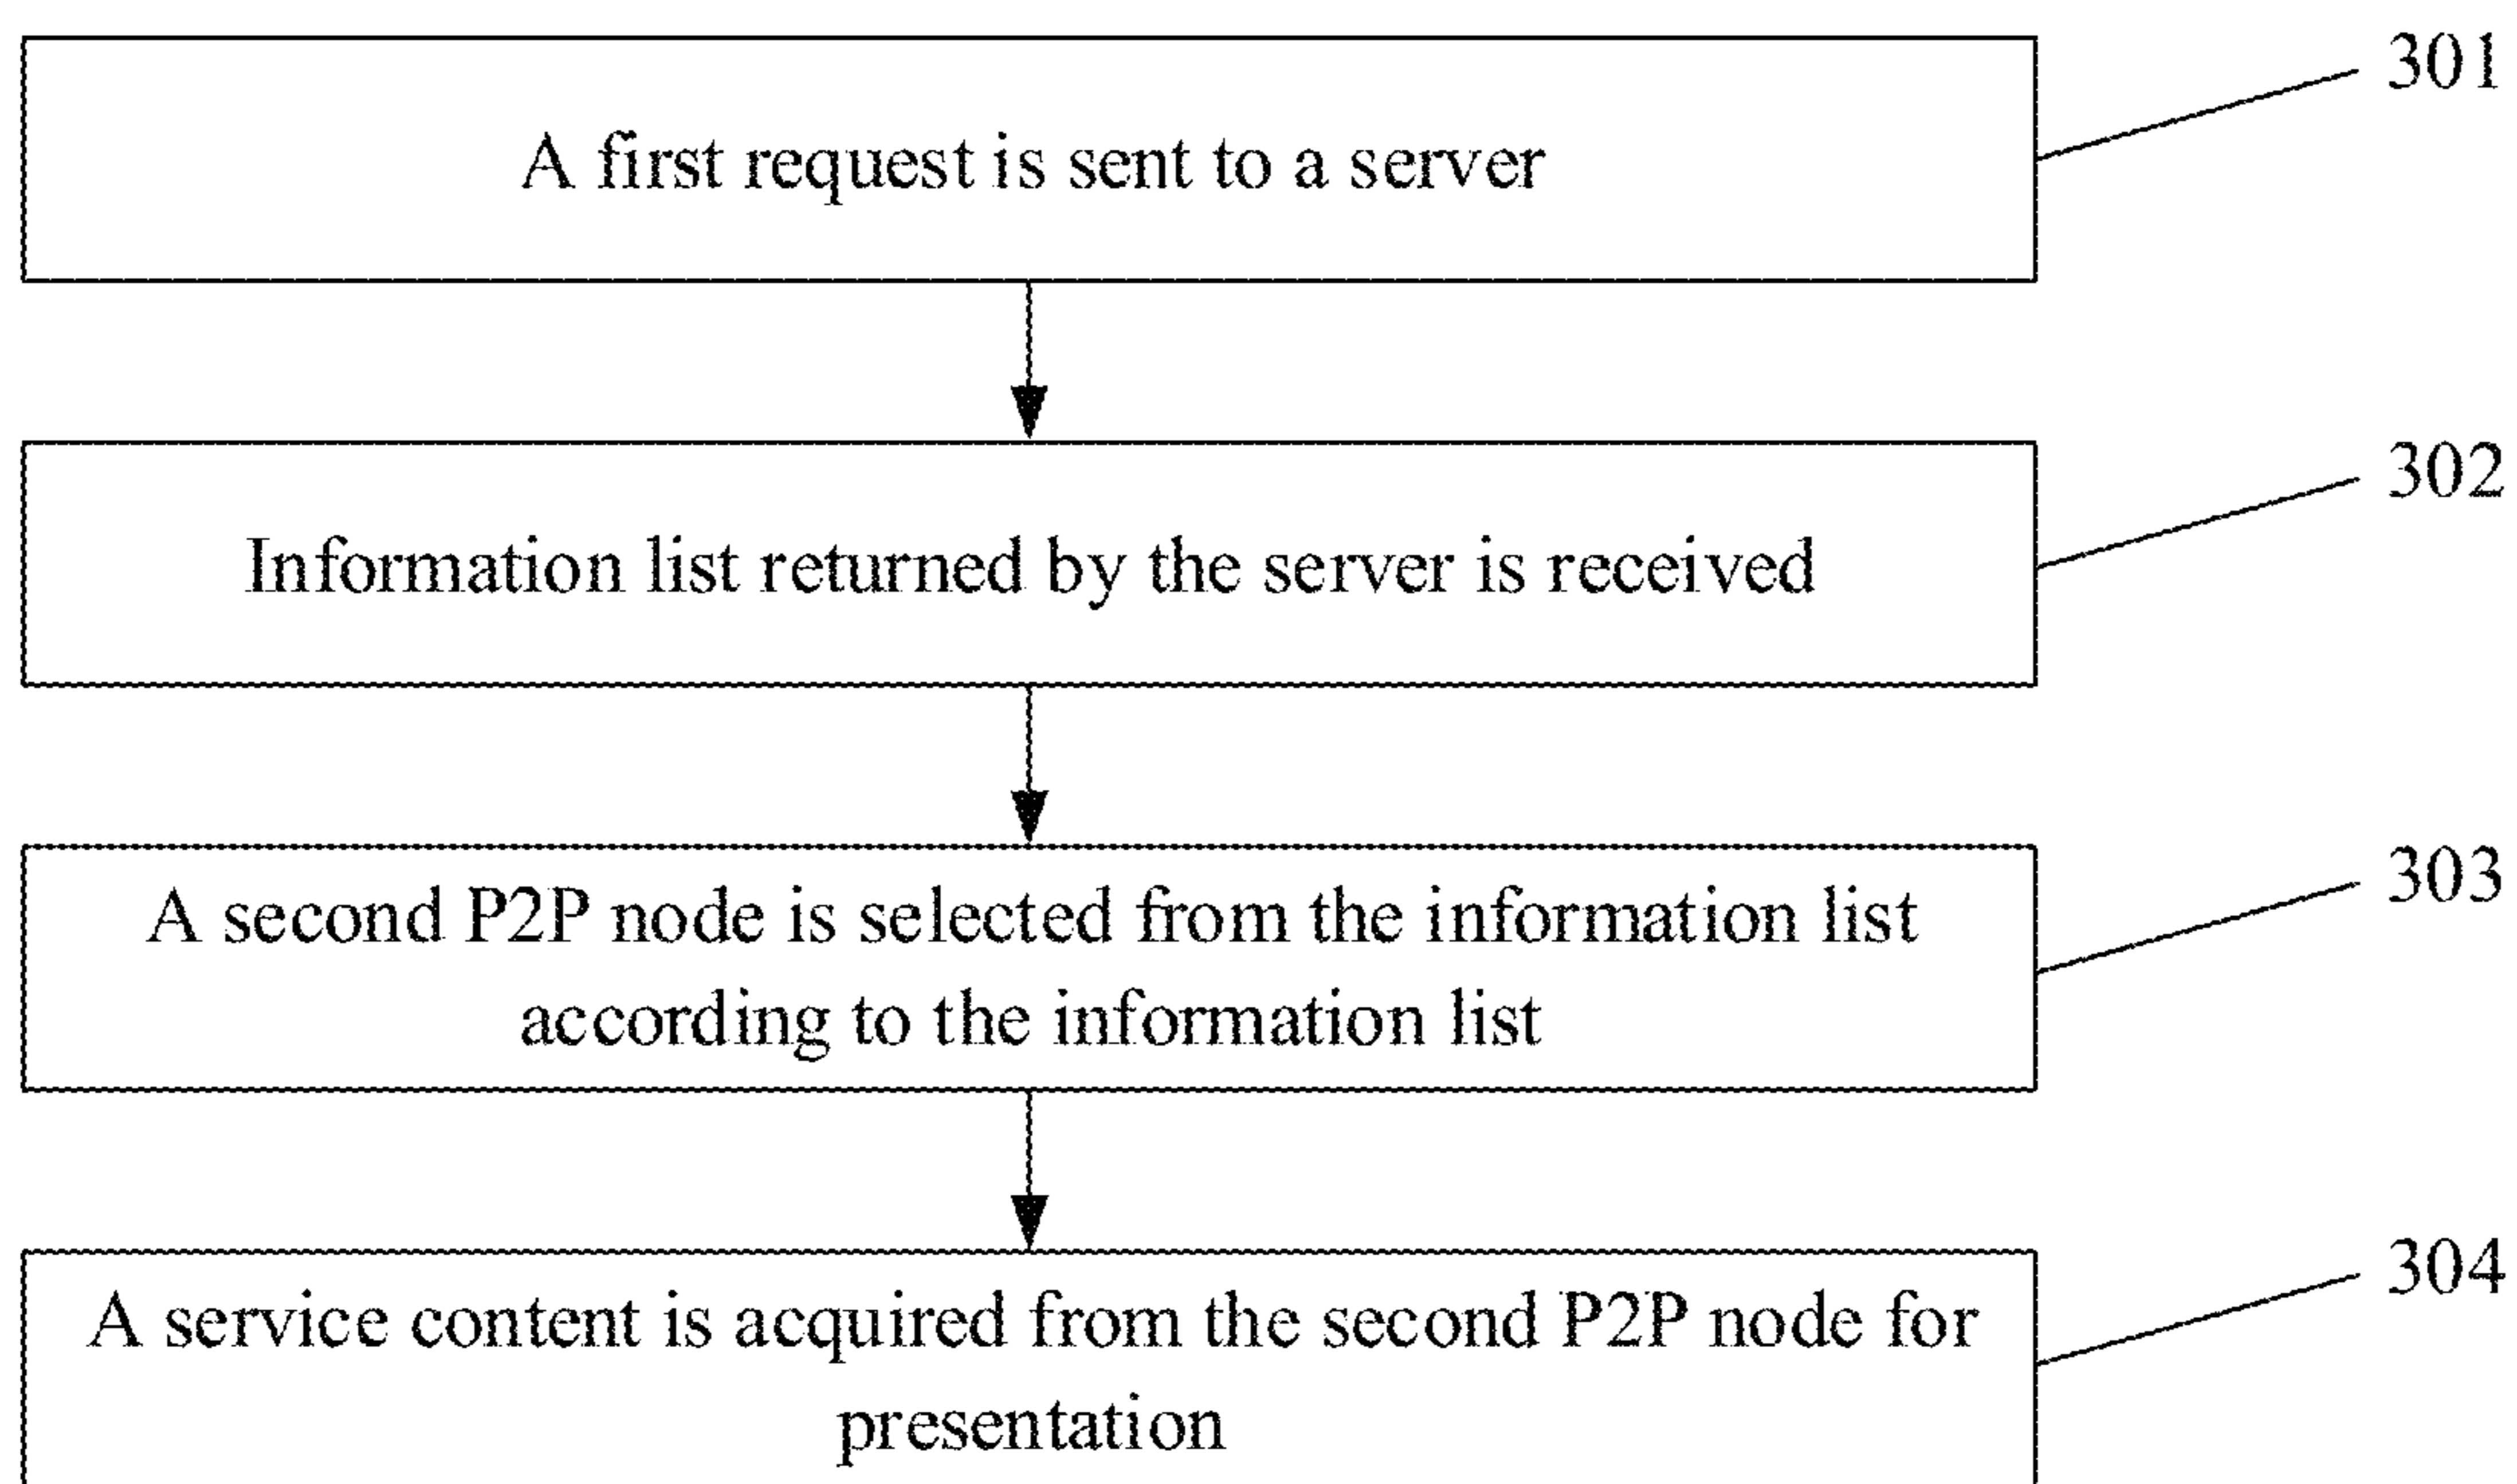 A first request is sent to a server
301
Information list returned by the server is received
302
A second P2P node is selected from the information list
according to the information list
303
A service content is acquired from the second P2P node for
presentation
304